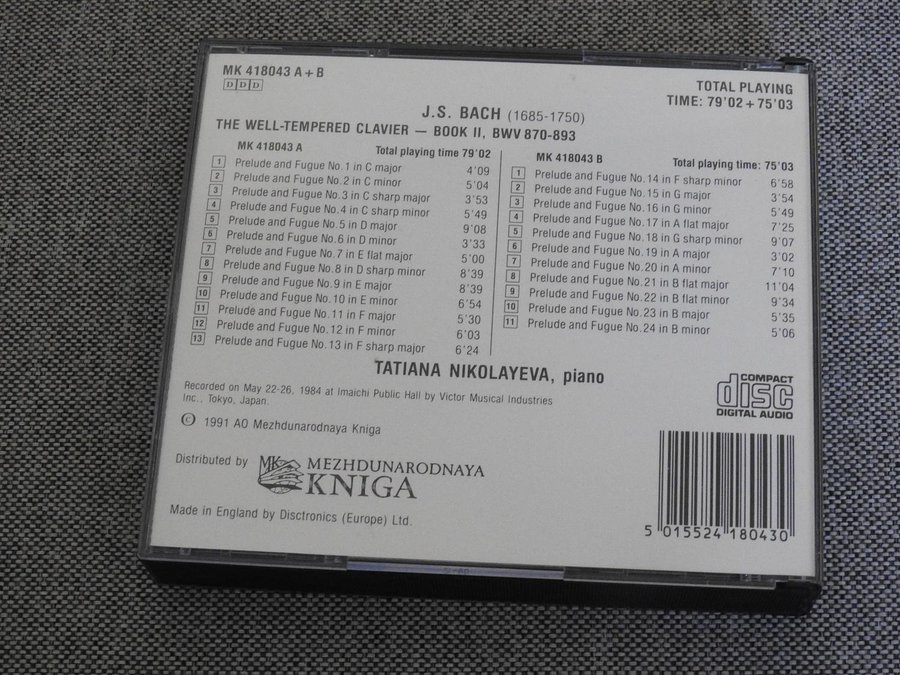 MK 418043 A + B
DDD
TOTAL PLAYING
TIME: 79'02 + 75'03
J.S. BACH (1685-1750)
THE WELL-TEMPERED CLAVIER — BOOK II, BWV 870-893
MK 418043 A Total playing time 79'02
1 Prelude and Fugue No.1 in C major 4'09
2 Prelude and Fugue No.2 in C minor 5'04
3 Prelude and Fugue No.3 in C sharp major 3'53
4 Prelude and Fugue No.4 in C sharp minor 5'49
5 Prelude and Fugue No.5 in D major 9'08
6 Prelude and Fugue No.6 in D minor 3'33
7 Prelude and Fugue No.7 in E flat major 5'00
8 Prelude and Fugue No.8 in D sharp minor 8'39
9 Prelude and Fugue No.9 in E major 8'39
10 Prelude and Fugue No.10 in E minor 6'54
11 Prelude and Fugue No.11 in F major 5'30
12 Prelude and Fugue No.12 in F minor 6'03
13 Prelude and Fugue No.13 in F sharp major 6'24
MK 418043 B Total playing time: 75'03
1 Prelude and Fugue No.14 in F sharp minor 6'58
2 Prelude and Fugue No.15 in G major 3'54
3 Prelude and Fugue No.16 in G minor 5'49
4 Prelude and Fugue No.17 in A flat major 7'25
5 Prelude and Fugue No.18 in G sharp minor 9'07
6 Prelude and Fugue No.19 in A major 3'02
7 Prelude and Fugue No.20 in A minor 7'10
8 Prelude and Fugue No.21 in B flat major 11'04
9 Prelude and Fugue No.22 in B flat minor 9'34
10 Prelude and Fugue No.23 in B major 5'35
11 Prelude and Fugue No.24 in B minor 5'06
TATIANA NIKOLAYEVA, piano
Recorded on May 22-26, 1984 at Imaichi Public Hall by Victor Musical Industries
Inc., Tokyo, Japan.
© 1991 AO Mezhdunarodnaya Kniga
Distributed by MK MEZHDUNARODNAYA
KNIGA
Made in England by Disctronics (Europe) Ltd.
COMPACT
disc
DIGITAL AUDIO
5 015524 180430